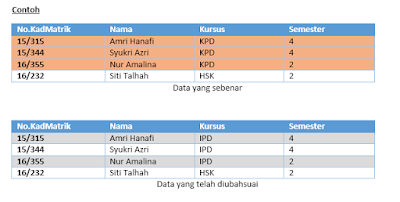 Contoh
No.KadMatrik Nama Kursus Semester
15/315 Amri Hanafi KPD 4
15/344 Syukri Azri KPD 4
16/355 Nur Amalina KPD 2
16/232 Siti Talhah HSK 2
Data yang sebenar
No.KadMatrik Nama Kursus Semester
15/315 Amri Hanafi IPD 4
15/344 Syukri Azri IPD 4
16/355 Nur Amalina IPD 2
16/232 Siti Talhah HSK 2
Data yang telah diubahsuai